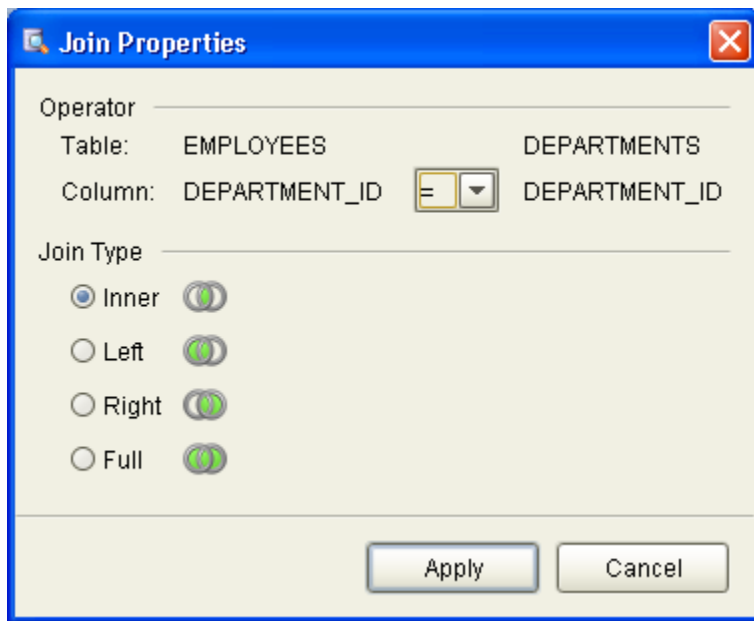 Join Properties
Operator
Table: EMPLOYEES DEPARTMENTS
Column: DEPARTMENT_ID = DEPARTMENT_ID
Join Type
Inner
Left
Right
Full
Apply Cancel